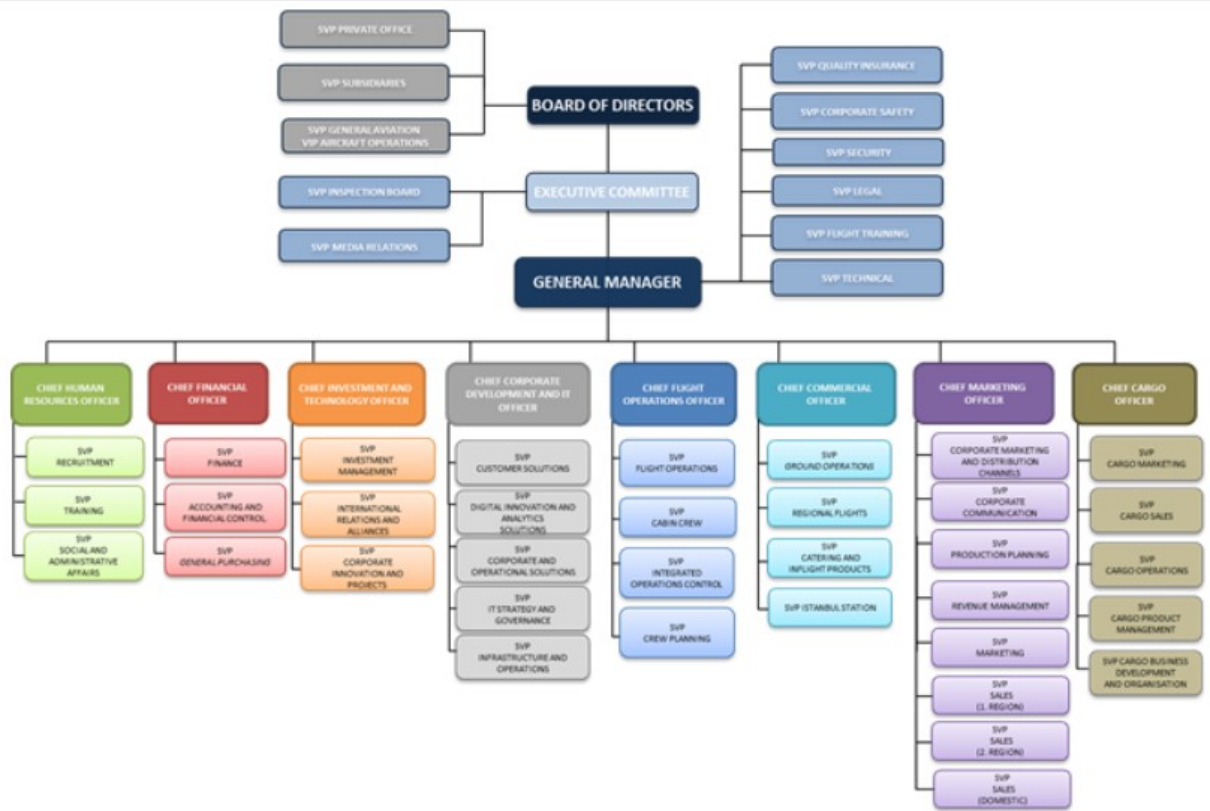 SVP PRIVATE OFFICE
SVP SUBSIDIARIES
SVP GENERAL AVIATION
VIP AIRCRAFT OPERATIONS
SVP INSPECTION BOARD
SVP MEDIA RELATIONS
BOARD OF DIRECTORS
EXECUTIVE COMMITTEE
GENERAL MANAGER
SVP QUALITY INSURANCE
SVP CORPORATE SAFETY
SVP SECURITY
SVP LEGAL
SVP FLIGHT TRAINING
SVP TECHNICAL
CHIEF HUMAN
RESOURCES OFFICER
SVP
RECRUITMENT
SVP
TRAINING
SVP
SOCIAL AND
ADMINISTRATIVE
AFFAIRS
CHIEF FINANCIAL
OFFICER
SVP
FINANCE
SVP
ACCOUNTING AND
FINANCIAL CONTROL
SVP
GENERAL PURCHASING
CHIEF INVESTMENT AND
TECHNOLOGY OFFICER
SVP
INVESTMENT
MANAGEMENT
SVP
INTERNATIONAL
RELATIONS AND
ALLIANCES
SVP
CORPORATE
INNOVATION AND
PROJECTS
CHIEF CORPORATE
DEVELOPMENT AND IT
OFFICER
SVP
CUSTOMER SOLUTIONS
SVP
DIGITAL INNOVATION AND
ANALYTICS
SOLUTIONS
SVP
CORPORATE AND
OPERATIONAL SOLUTIONS
SVP
IT STRATEGY AND
GOVERNANCE
SVP
INFRASTRUCTURE AND
OPERATIONS
CHIEF FLIGHT
OPERATIONS OFFICER
SVP
FLIGHT OPERATIONS
SVP
CABIN CREW
SVP
INTEGRATED
OPERATIONS CONTROL
SVP
CREW PLANNING
CHIEF COMMERCIAL
OFFICER
SVP
GROUND OPERATIONS
SVP
REGIONAL FLIGHTS
SVP
CATERING AND
INFLIGHT PRODUCTS
SVP ISTANBUL STATION
CHIEF MARKETING
OFFICER
SVP
CORPORATE MARKETING
AND DISTRIBUTION
CHANNELS
SVP
CORPORATE
COMMUNICATION
SVP
PRODUCTION PLANNING
SVP
REVENUE MANAGEMENT
SVP
MARKETING
SVP
SALES
(1. REGION)
SVP
SALES
(2. REGION)
SVP
SALES
(DOMESTIC)
CHIEF CARGO
OFFICER
SVP
CARGO MARKETING
SVP
CARGO SALES
SVP
CARGO OPERATIONS
SVP
CARGO PRODUCT
MANAGEMENT
SVP CARGO BUSINESS
DEVELOPMENT
AND ORGANISATION